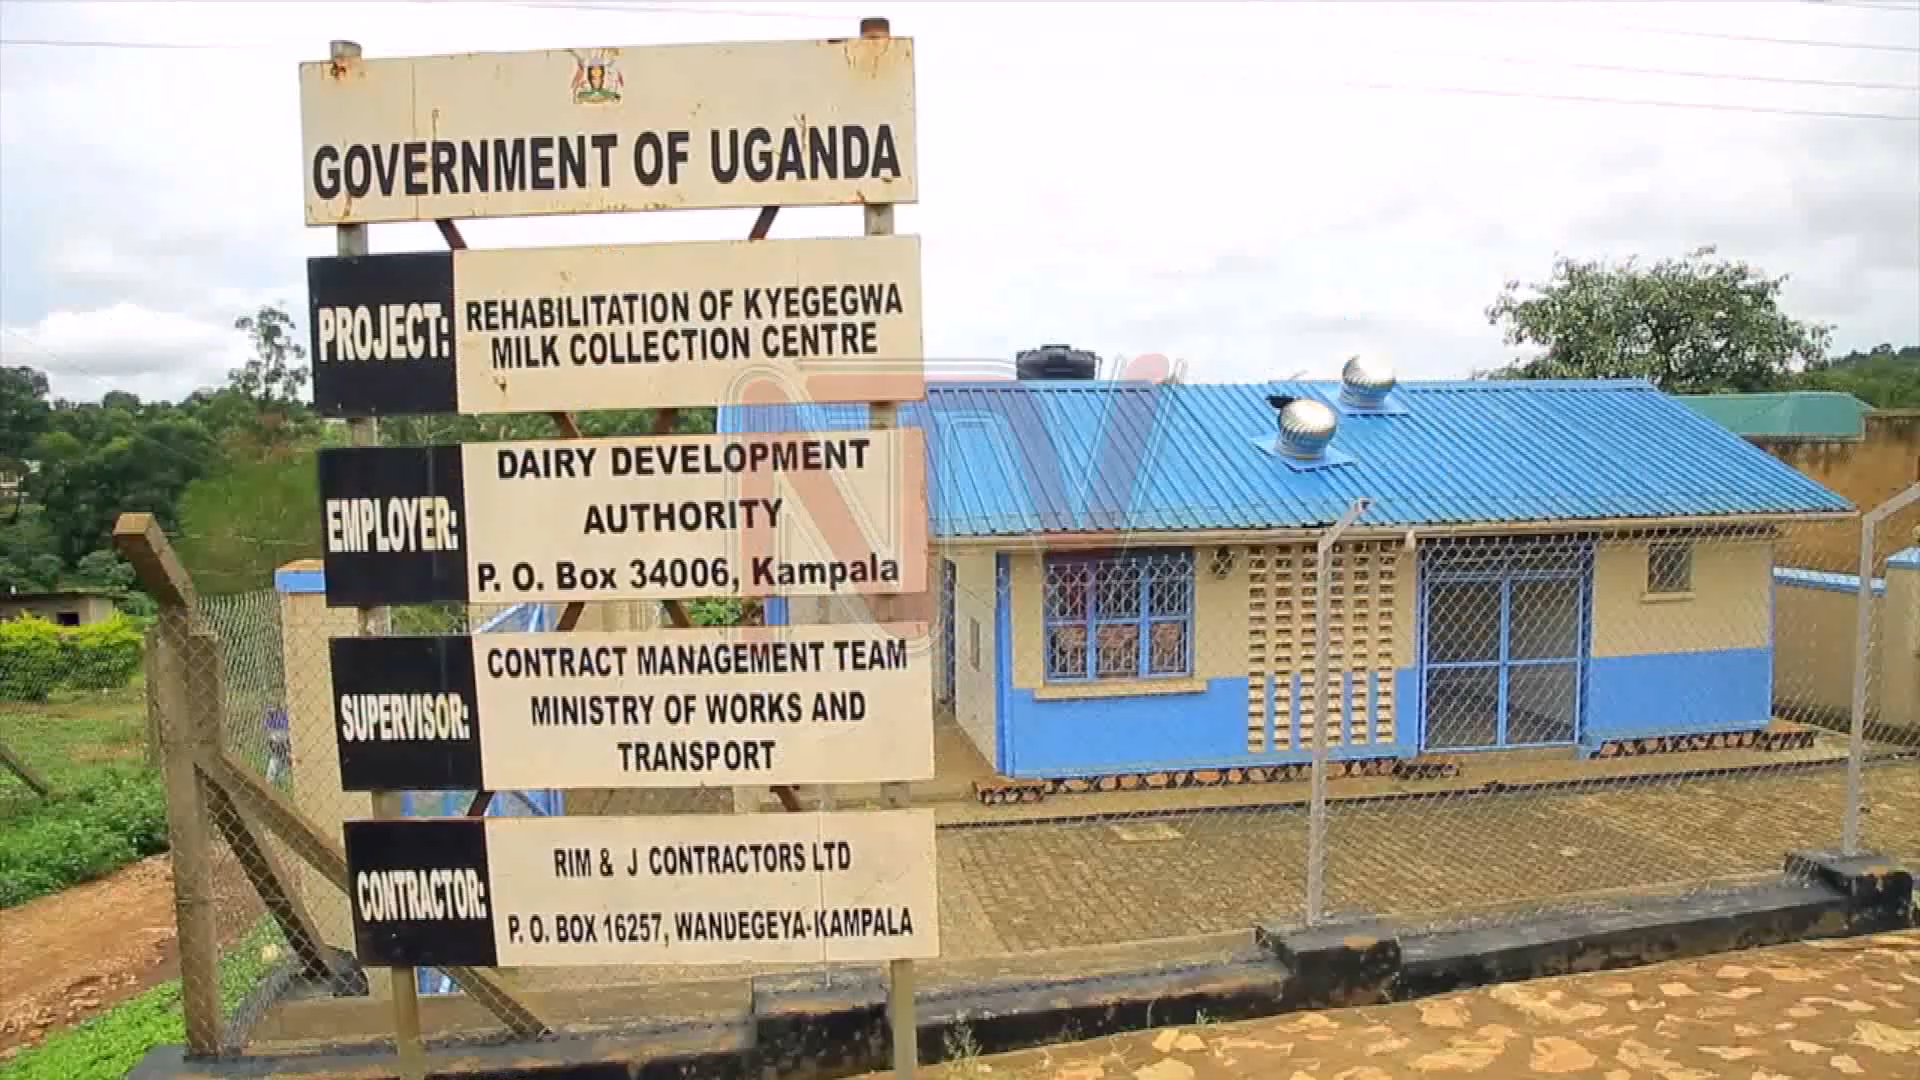 GOVERNMENT OF UGANDA
PROJECT:
REHABILITATION OF KYEGEGWA
MILK COLLECTION CENTRE
EMPLOYER:
DAIRY DEVELOPMENT
AUTHORITY
P. O. Box 34006, Kampala
SUPERVISOR:
CONTRACT MANAGEMENT TEAM
MINISTRY OF WORKS AND
TRANSPORT
CONTRACTOR:
RIM & J CONTRACTORS LTD
P. O. BOX 16257, WANDEGEYA-KAMPALA
NTV